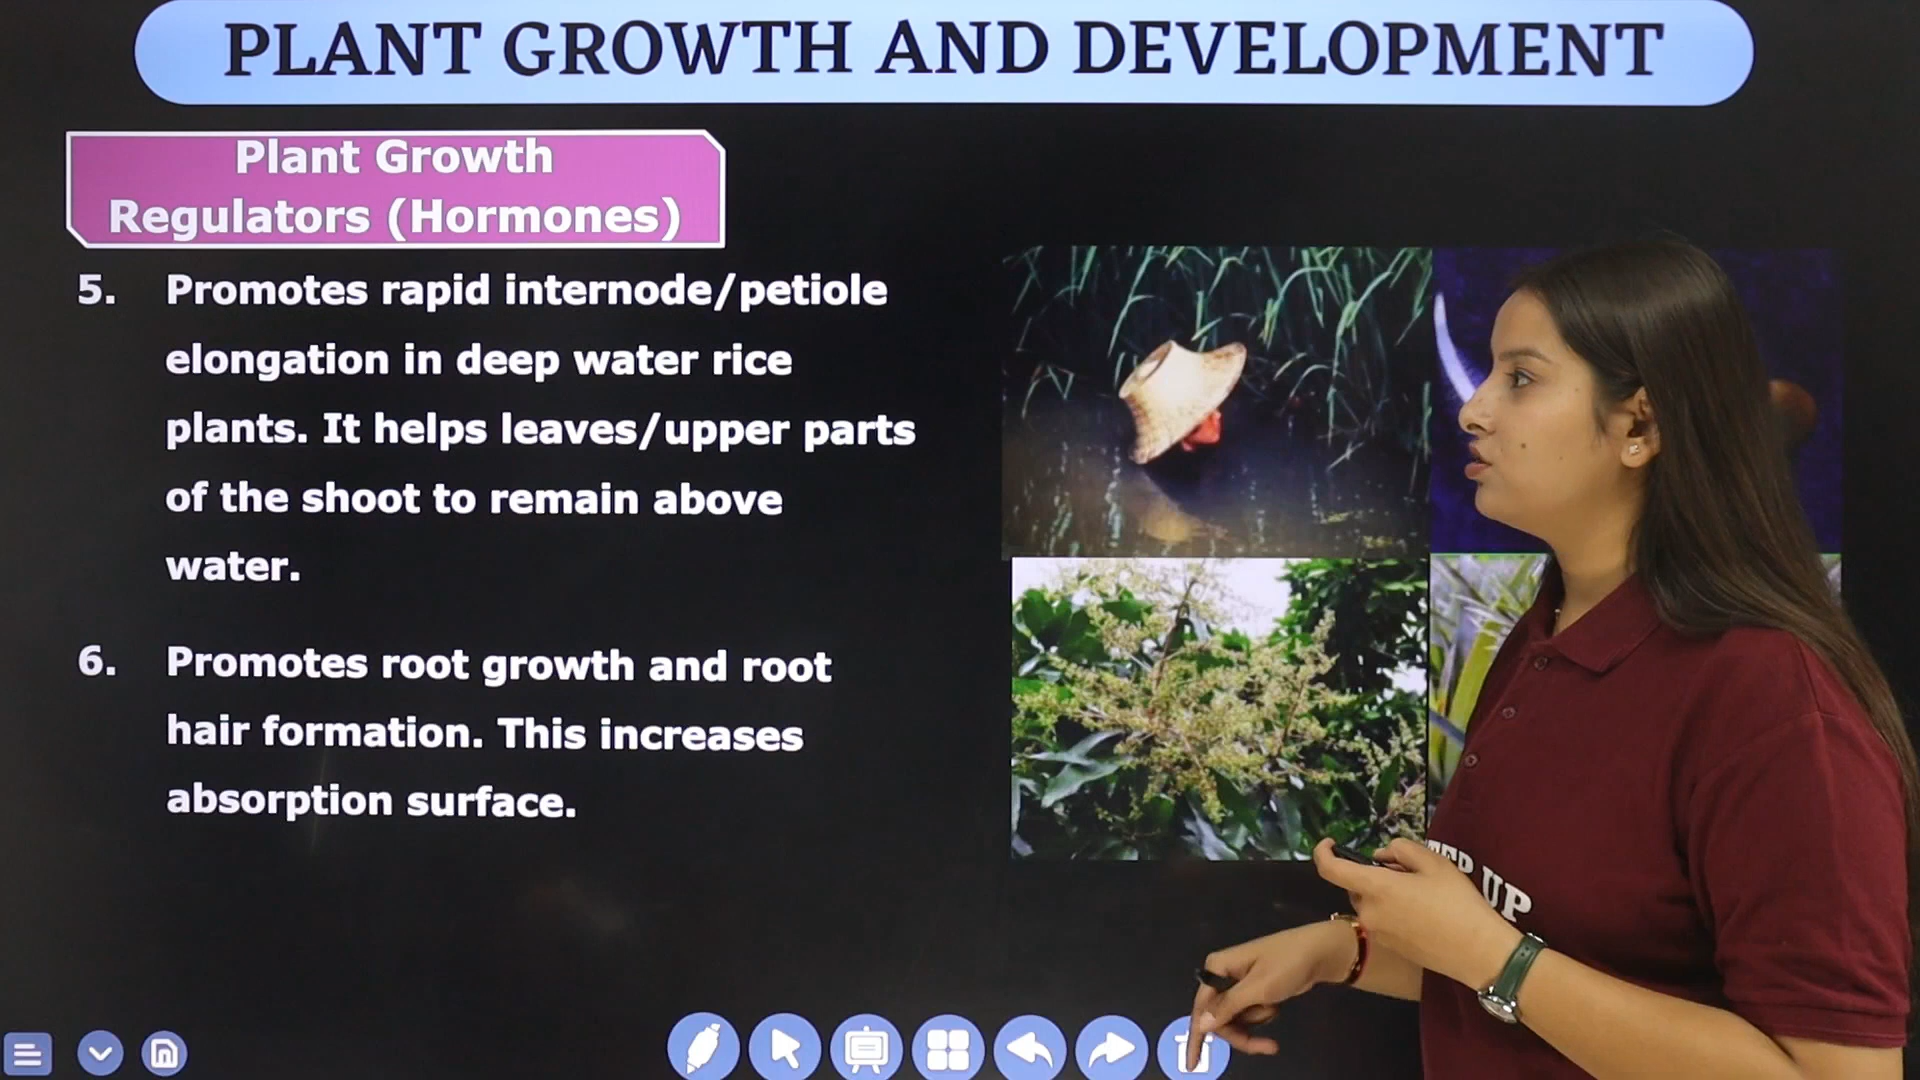 PLANT GROWTH AND DEVELOPMENT
Plant Growth
Regulators (Hormones)
5. Promotes rapid internode/petiole
elongation in deep water rice
plants. It helps leaves/upper parts
of the shoot to remain above
water.
6. Promotes root growth and root
hair formation. This increases
absorption surface.
UP